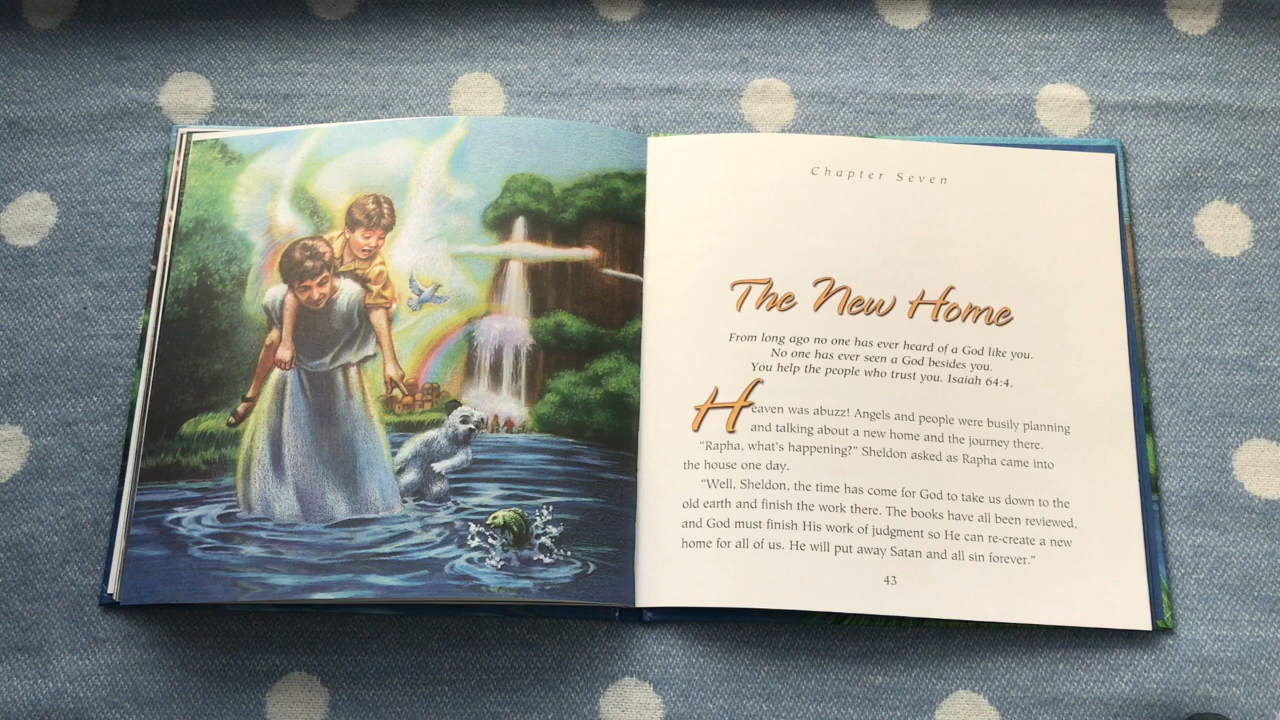 Chapter Seven
The New Home
From long ago no one has ever heard of a God like you.
No one has ever seen a God besides you.
You help the people who trust you. Isaiah 64:4.
Heaven was abuzz! Angels and people were busily planning
and talking about a new home and the journey there.
“Rapha, what’s happening?” Sheldon asked as Rapha came into
the house one day.
“Well, Sheldon, the time has come for God to take us down to the
old earth and finish the work there. The books have all been reviewed,
and God must finish His work of judgment so He can re-create a new
home for all of us. He will put away Satan and all sin forever.”
43